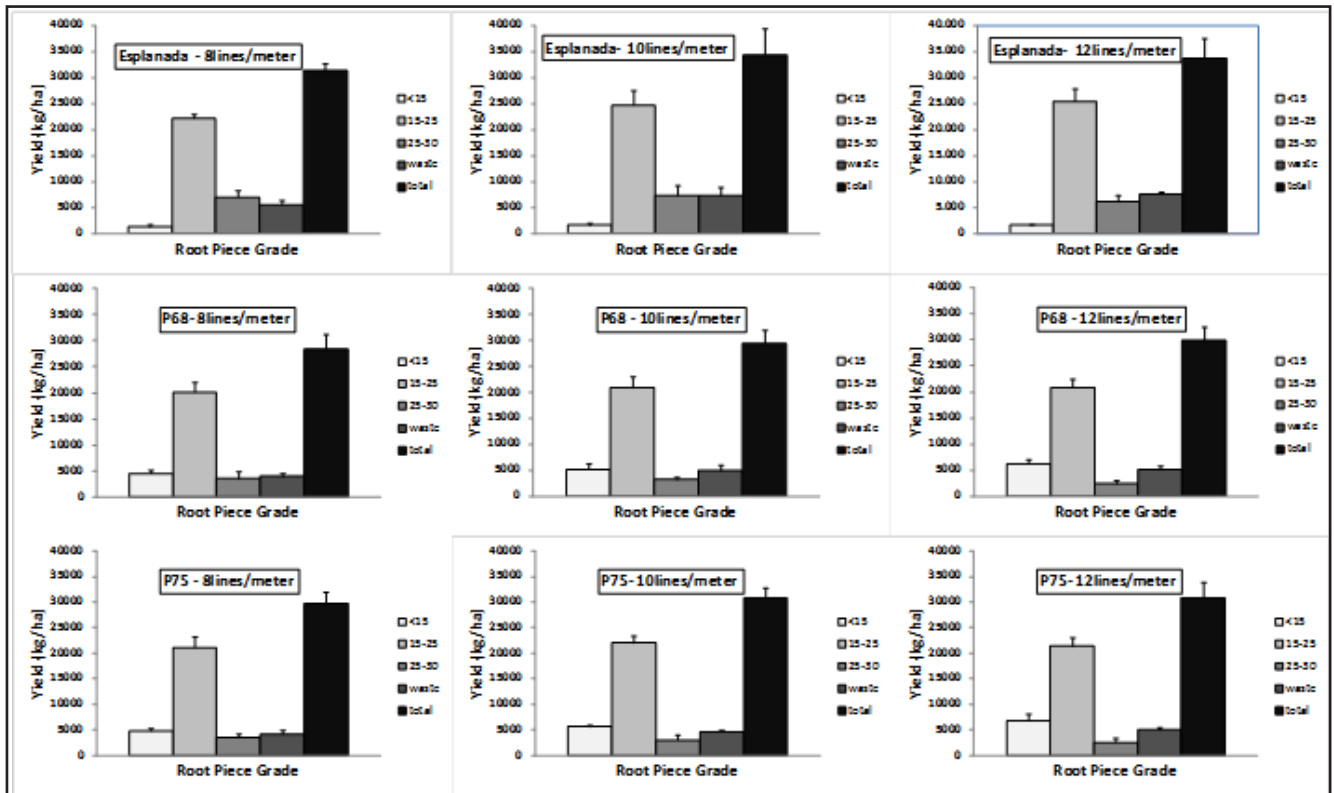 Esplanada - 8lines/meter
Yield (kg/ha)
40000
35000
30000
25000
20000
15000
10000
5000
0
Root Piece Grade
<15
15-25
25-30
waste
total
Esplanada- 10lines/meter
Yield (kg/ha)
40000
35000
30000
25000
20000
15000
10000
5000
0
Root Piece Grade
<15
15-25
25-30
waste
total
Esplanada- 12lines/meter
Yield (kg/ha)
40.000
35.000
30.000
25.000
20.000
15.000
10.000
5.000
0
Root Piece Grade
<15
15-25
25-30
waste
total
P68-8lines/meter
Yield (kg/ha)
40000
35000
30000
25000
20000
15000
10000
5000
0
Root Piece Grade
<15
15-25
25-30
waste
total
P68 - 10lines/meter
Yield (kg/ha)
40000
35000
30000
25000
20000
15000
10000
5000
0
Root Piece Grade
<15
15-25
25-30
waste
total
P68 - 12lines/meter
Yield (kg/ha)
40000
35000
30000
25000
20000
15000
10000
5000
0
Root Piece Grade
<15
15-25
25-30
waste
total
P75 - 8lines/meter
Yield (kg/ha)
40000
35000
30000
25000
20000
15000
10000
5000
0
Root Piece Grade
<15
15-25
25-30
waste
total
P75- 10lines/meter
Yield (kg/ha)
40000
35000
30000
25000
20000
15000
10000
5000
0
Root Piece Grade
<15
15-25
25-30
waste
total
P75-12lines/meter
Yield (kg/ha)
40000
35000
30000
25000
20000
15000
10000
5000
0
Root Piece Grade
<15
15-25
25-30
waste
total